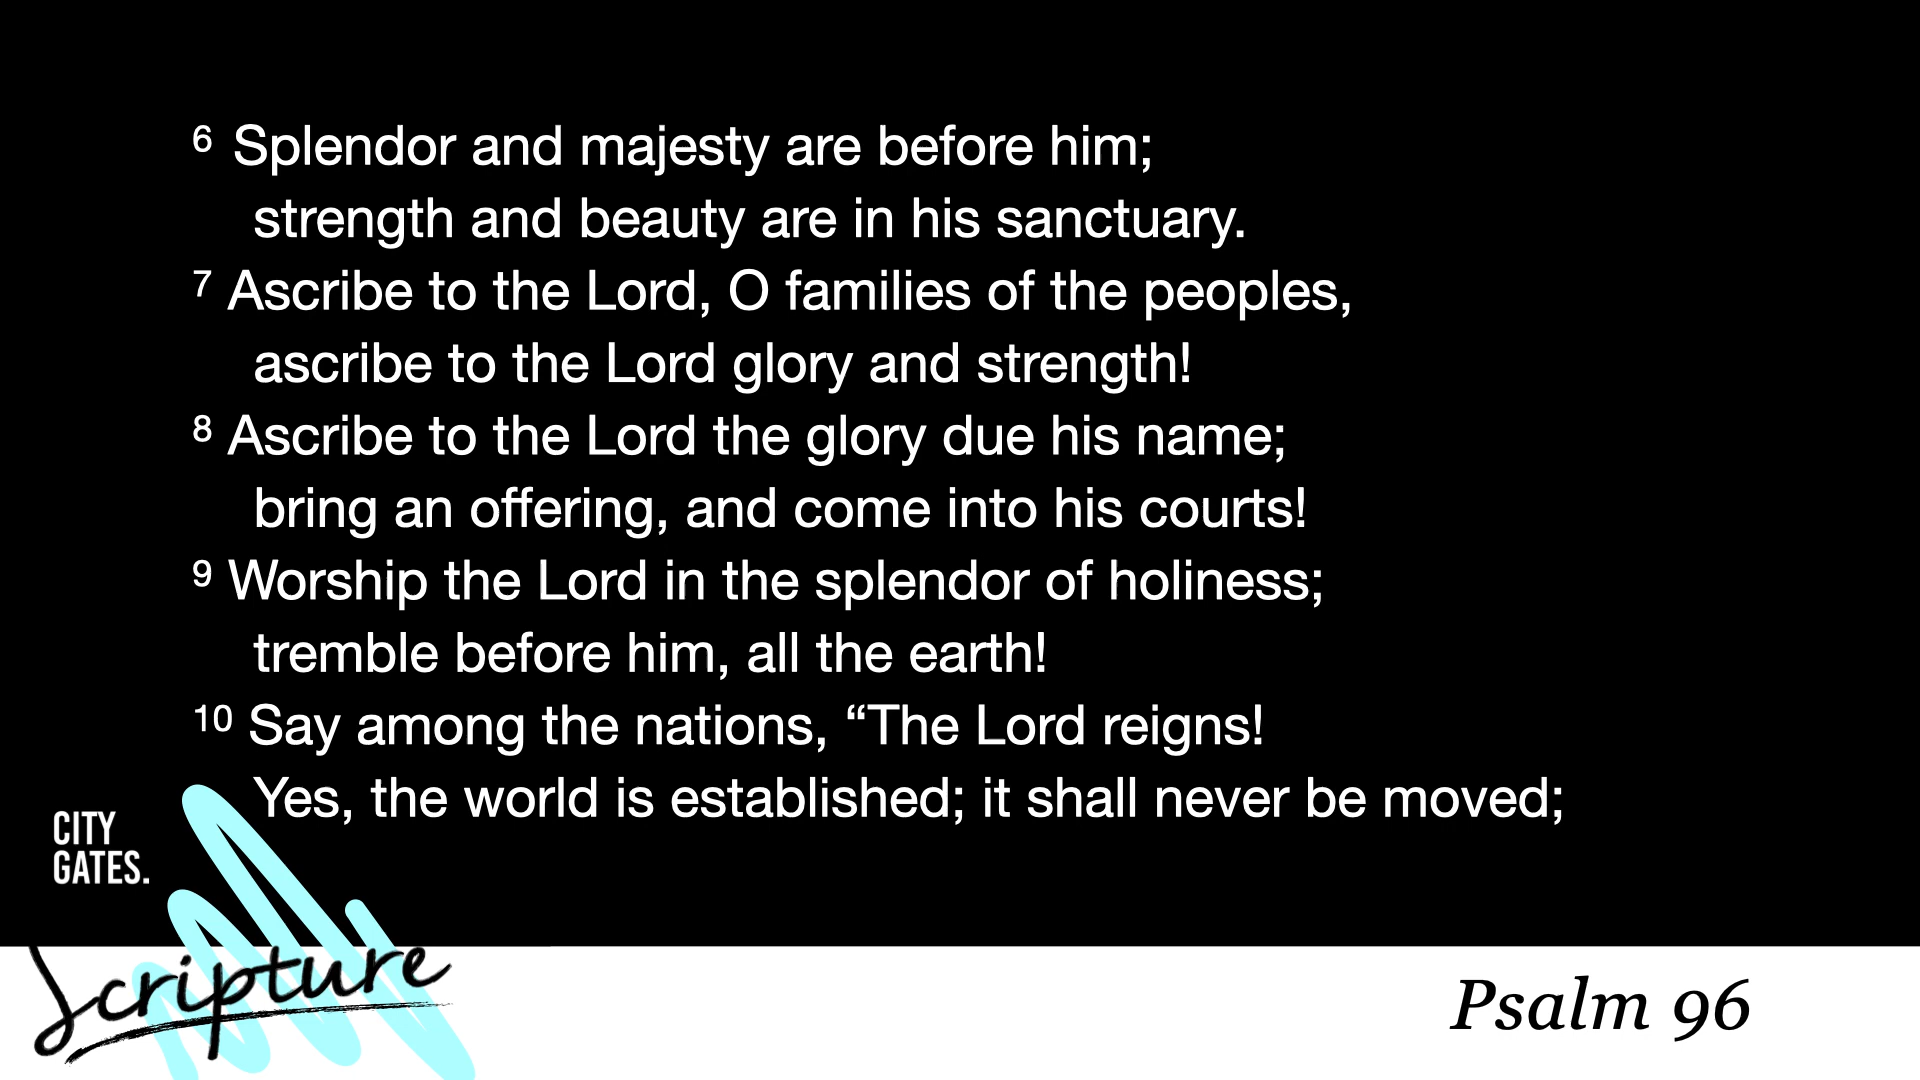 6 Splendor and majesty are before him;
strength and beauty are in his sanctuary.
7 Ascribe to the Lord, O families of the peoples,
ascribe to the Lord glory and strength!
8 Ascribe to the Lord the glory due his name;
bring an offering, and come into his courts!
9 Worship the Lord in the splendor of holiness;
tremble before him, all the earth!
10 Say among the nations, “The Lord reigns!
Yes, the world is established; it shall never be moved;
CITY
GATES.
Scripture
Psalm 96